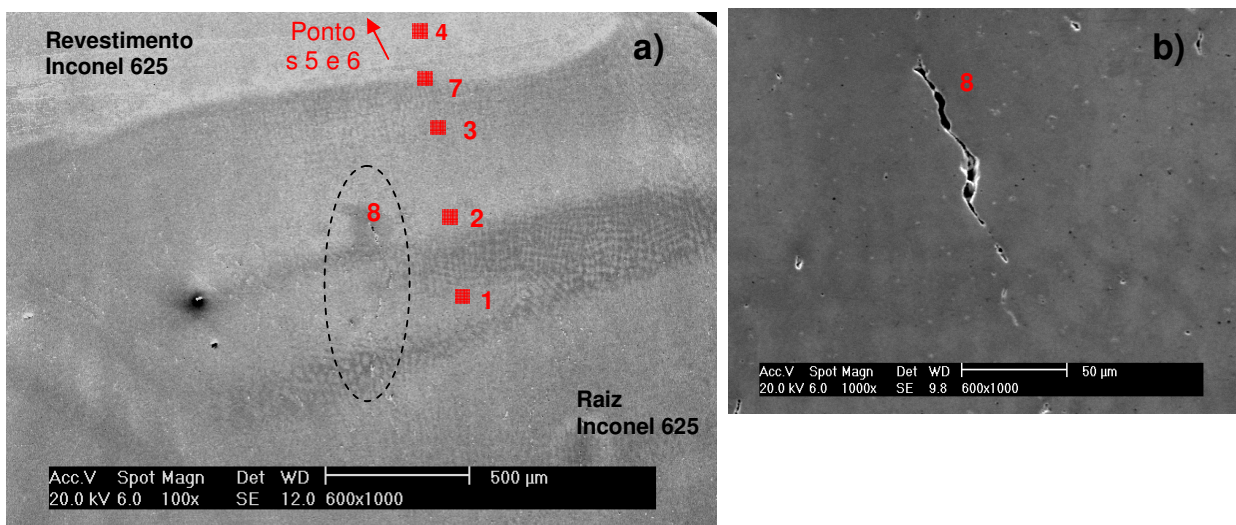 Revestimento
Inconel 625
Ponto
s 5 e 6
4
a)
7
3
8
2
1
Raiz
Inconel 625
Acc.V Spot Magn Det WD 500 µm
20.0 kV 6.0 100x SE 12.0 600x1000
b)
8
Acc.V Spot Magn Det WD 50 µm
20.0 kV 6.0 1000x SE 9.8 600x1000